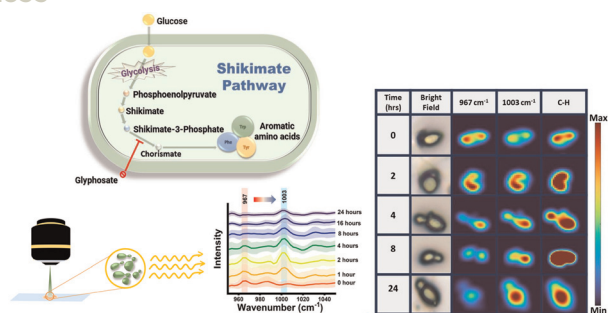 Glucose
Glycolysis
Shikimate
Pathway
Phosphoenolpyruvate
Shikimate
Shikimate-3-Phosphate
Chorismate
Glyphosate
Trp
Phe
Tyr
Aromatic
amino acids
967
1003
24 hours
16 hours
8 hours
4 hours
2 hours
1 hour
0 hour
Intensity
960 980 1000 1020 1040
Wavenumber (cm⁻¹)
Time (hrs) Bright Field 967 cm⁻¹ 1003 cm⁻¹ C-H
0
2
4
8
24
Max
Min